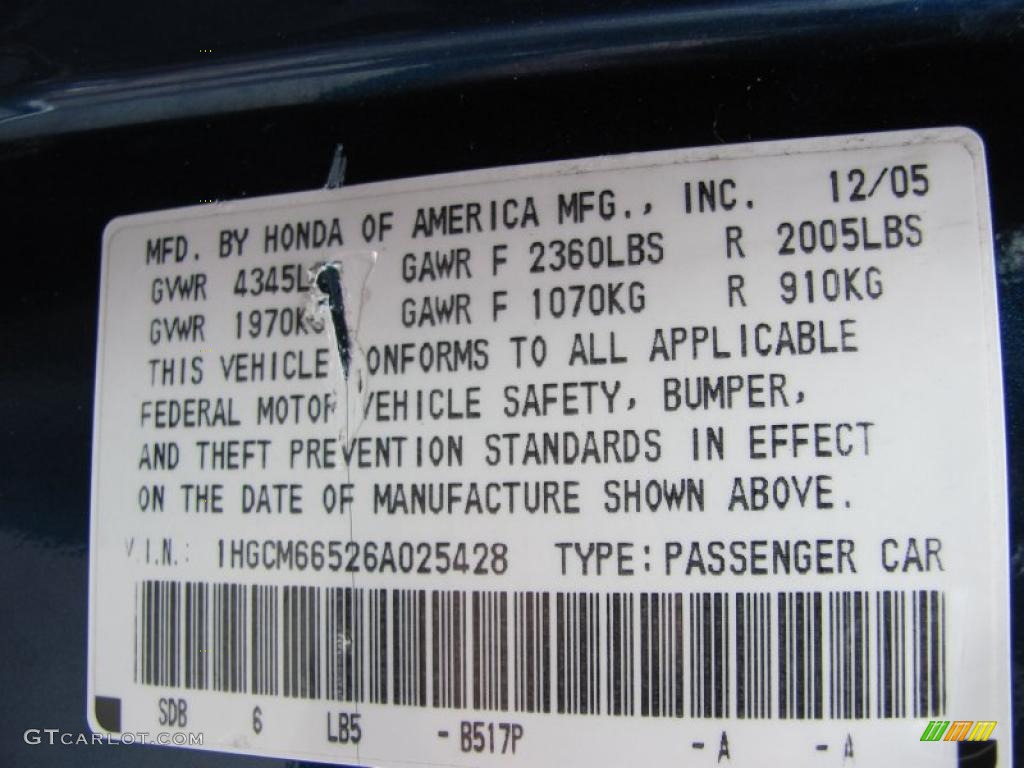 MFD. BY HONDA OF AMERICA MFG., INC. 12/05
GVWR 4345L GAWR F 2360LBS R 2005LBS
GVWR 1970KG GAWR F 1070KG R 910KG
THIS VEHICLE CONFORMS TO ALL APPLICABLE
FEDERAL MOTOR VEHICLE SAFETY, BUMPER,
AND THEFT PREVENTION STANDARDS IN EFFECT
ON THE DATE OF MANUFACTURE SHOWN ABOVE.
V.I.N.: 1HGCM66526A025428 TYPE: PASSENGER CAR
SDB 6 LB5 - B517P - A - A
GTCARLOT.COM